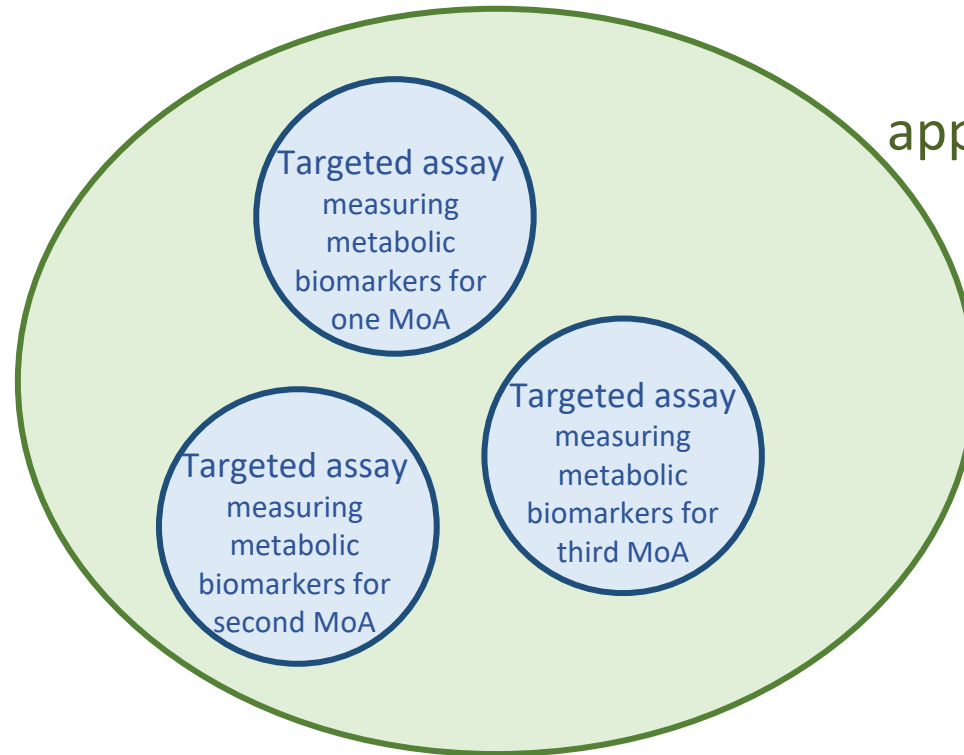 app
Targeted assay
measuring
metabolic
biomarkers for
one MoA
Targeted assay
measuring
metabolic
biomarkers for
third MoA
Targeted assay
measuring
metabolic
biomarkers for
second MoA